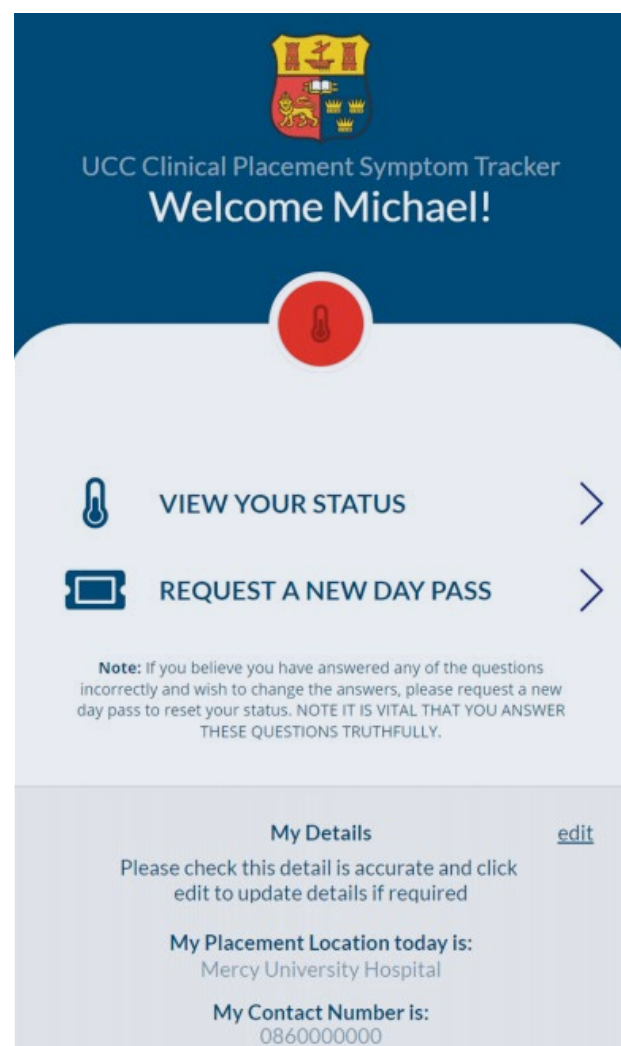 UCC Clinical Placement Symptom Tracker
Welcome Michael!
VIEW YOUR STATUS
REQUEST A NEW DAY PASS
Note: If you believe you have answered any of the questions
incorrectly and wish to change the answers, please request a new
day pass to reset your status. NOTE IT IS VITAL THAT YOU ANSWER
THESE QUESTIONS TRUTHFULLY.
My Details
edit
Please check this detail is accurate and click
edit to update details if required
My Placement Location today is:
Mercy University Hospital
My Contact Number is:
0860000000